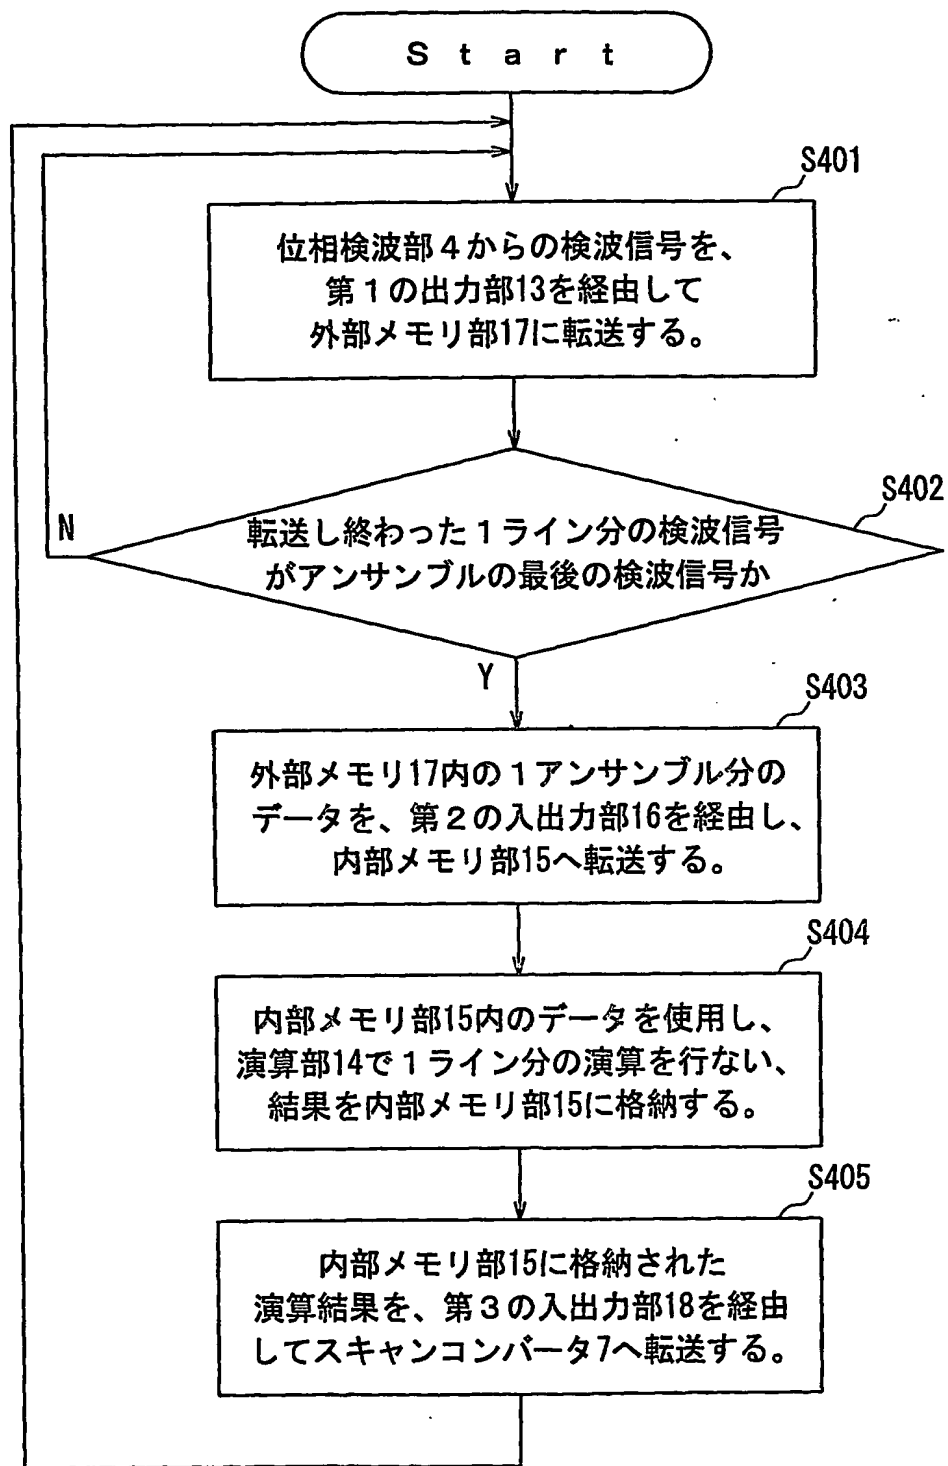 Start
S401
位相検波部４からの検波信号を、
第１の出力部13を経由して
外部メモリ部17に転送する。
S402
N
転送し終わった１ライン分の検波信号
がアンサンブルの最後の検波信号か
Y
S403
外部メモリ17内の１アンサンブル分の
データを、第２の入出力部16を経由し、
内部メモリ部15へ転送する。
S404
内部メモリ部15内のデータを使用し、
演算部14で１ライン分の演算を行ない、
結果を内部メモリ部15に格納する。
S405
内部メモリ部15に格納された
演算結果を、第３の入出力部18を経由
してスキャンコンバータ7へ転送する。